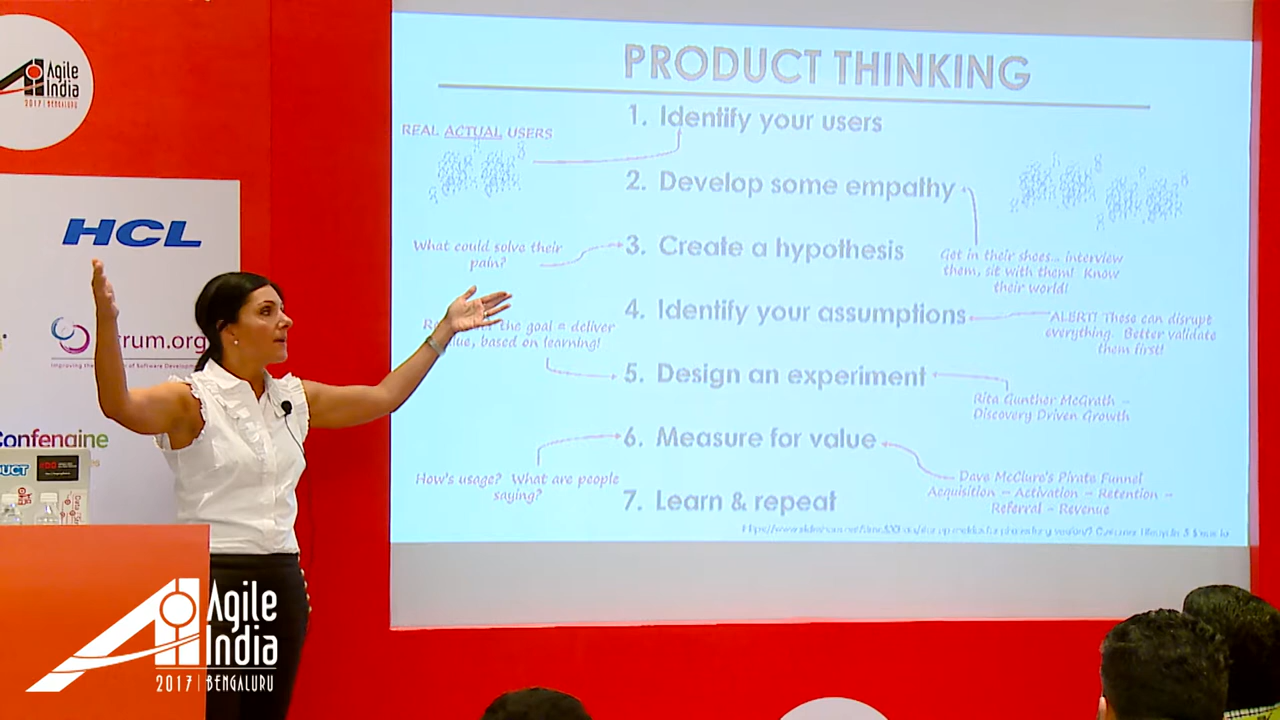 Agile
India
2017 | BENGALURU
HCL
crum.org
Improving the
of Software Develop
Confenaine
DUCT
PRODUCT THINKING
1. Identify your users
REAL ACTUAL USERS
2. Develop some empathy
Get in their shoes... interview
them, sit with them! Know
their world!
What could solve their
pain?
3. Create a hypothesis
4. Identify your assumptions
ALERT! These can disrupt
everything. Better validate
them first!
the goal = deliver
lue, based on learning!
5. Design an experiment
Rita Gunther McGrath –
Discovery Driven Growth
6. Measure for value
How's usage? What are people
saying?
Dave McClure's Pirate Funnel
Acquisition – Activation – Retention –
Referral – Revenue
7. Learn & repeat
Agile
India
2017 | BENGALURU